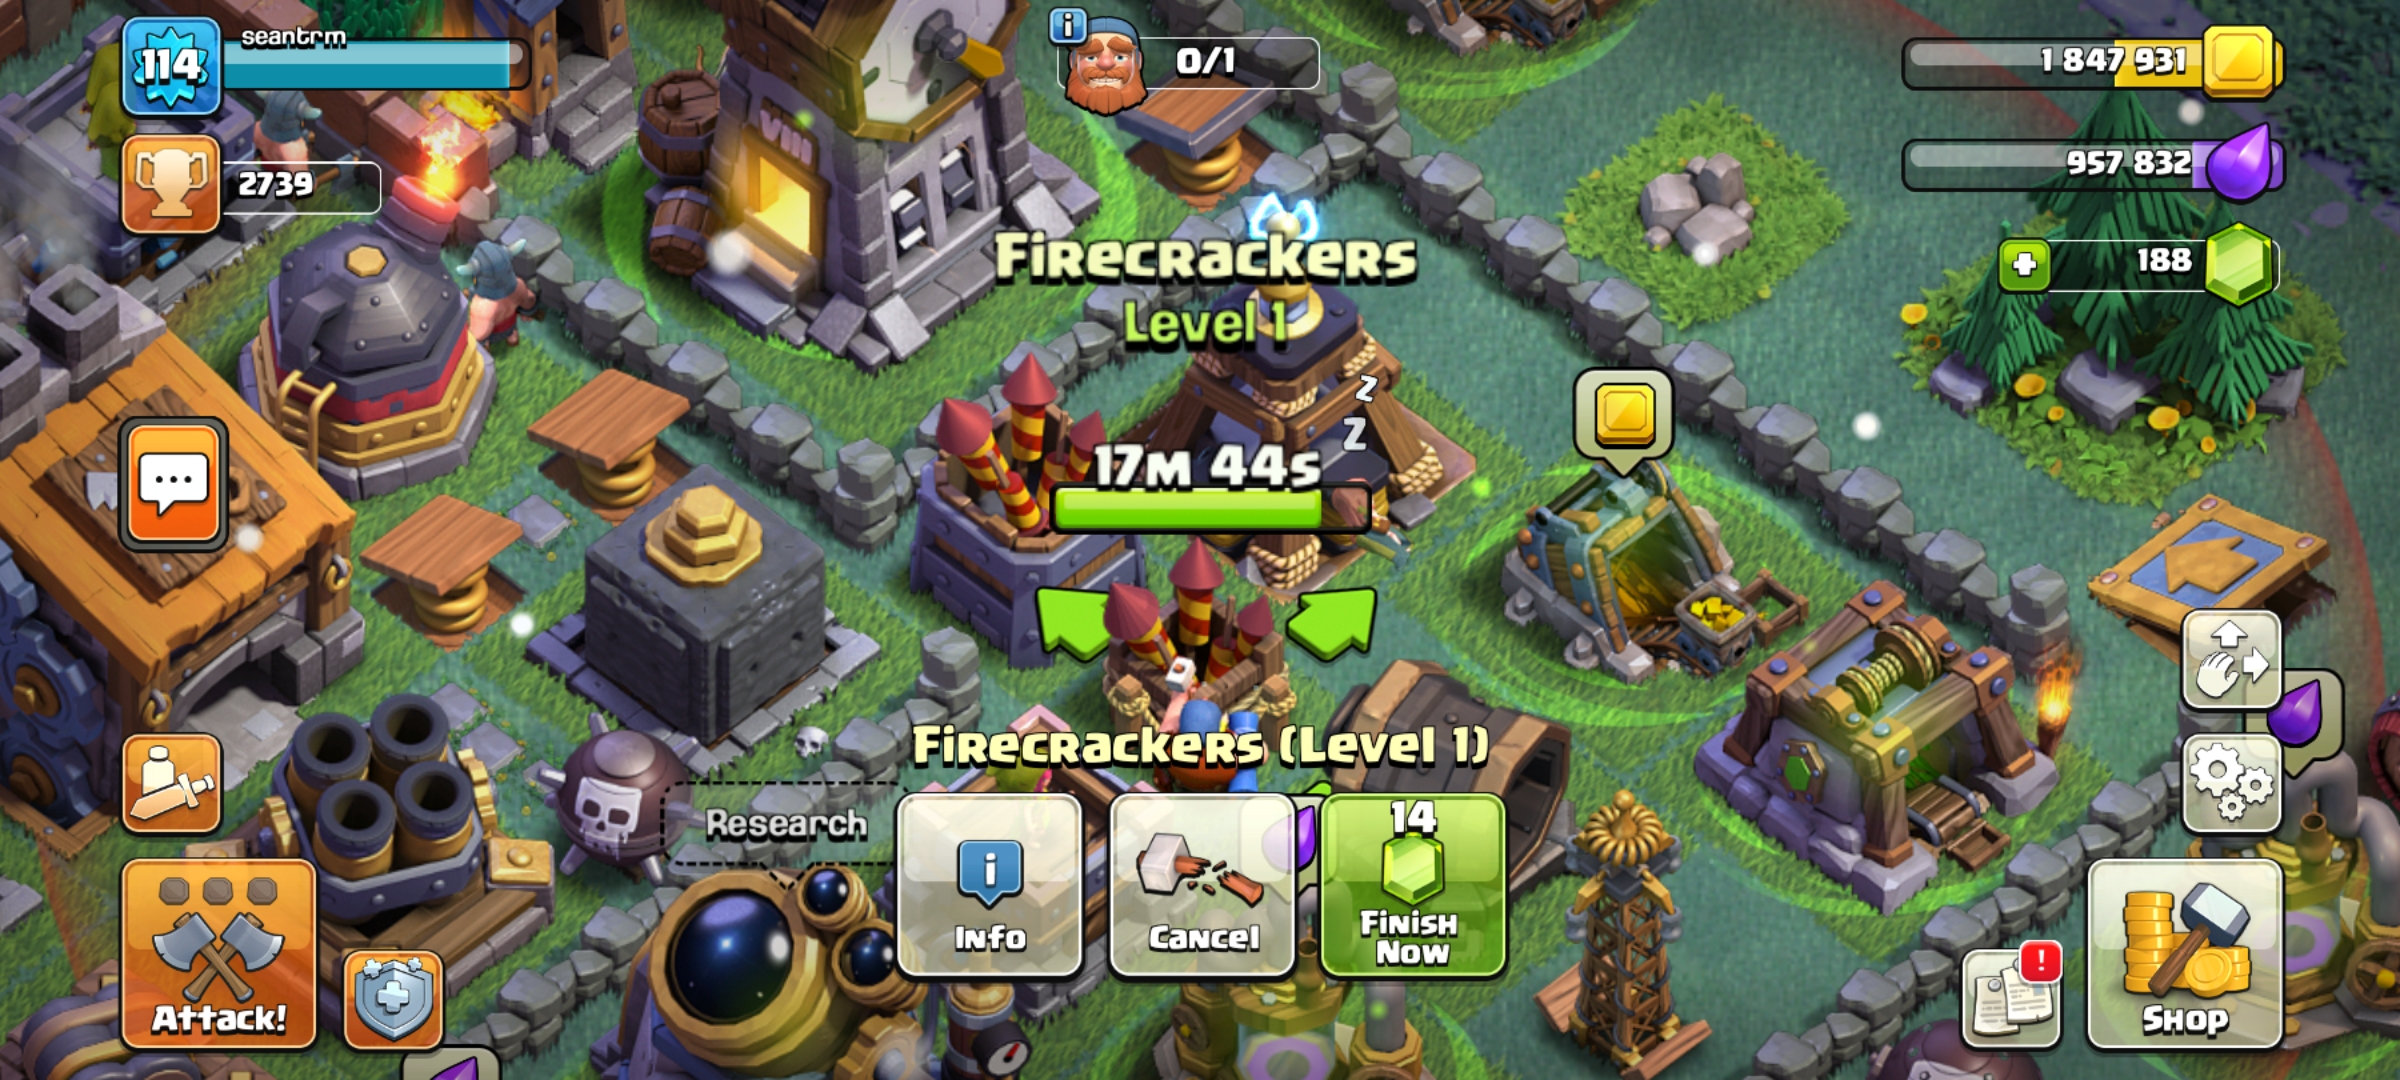 114
seantrm
0/1
1 847 931
2739
957 832
188
VIII
Firecrackers
Level 1
z
z
17m 44s
Firecrackers (Level 1)
Research
14
Info
Cancel
Finish
Now
Attack!
!
Shop